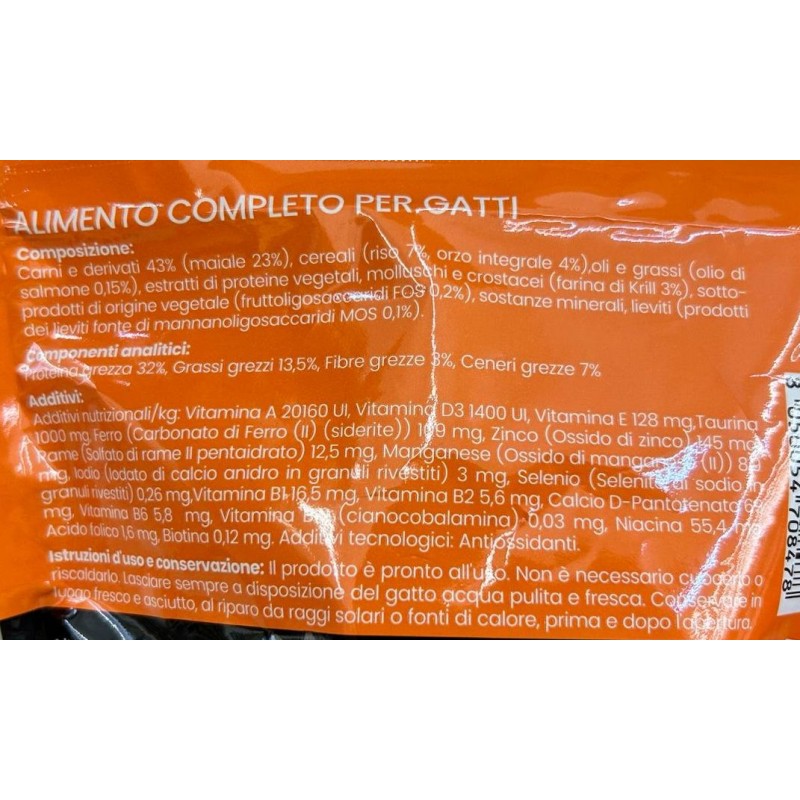 ALIMENTO COMPLETO PER GATTI
Composizione:
Carni e derivati 43% (maiale 23%), cereali (riso 7%, orzo integrale 4%),oli e grassi (olio di
salmone 0,15%), estratti di proteine vegetali, molluschi e crostacei (farina di Krill 3%), sotto-
prodotti di origine vegetale (fruttoligosaccaridi FOS 0,2%), sostanze minerali, lieviti (prodotti
dei lieviti fonte di mannanoligosaccaridi MOS 0,1%).
Componenti analitici:
Proteina grezza 32%, Grassi grezzi 13,5%, Fibre grezze 3%, Ceneri grezze 7%
Additivi:
Additivi nutrizionali/kg: Vitamina A 20160 UI, Vitamina D3 1400 UI, Vitamina E 128 mg,Taurina
1000 mg, Ferro (Carbonato di Ferro (II) (siderite)) mg, Zinco (Ossido di zinco) 145 mg,
Rame (Solfato di rame II pentaidrato) 12,5 mg, Manganese (Ossido di manganese (II))
mg, Iodio (Iodato di calcio anidro in granuli rivestiti) 3 mg, Selenio (Selenito di sodio in
granuli rivestiti) 0,26 mg,Vitamina B1 16,5 mg, Vitamina B2 5,6 mg, Calcio D-Pantotenato
mg, Vitamina B6 5,8 mg, Vitamina (cianocobalamina) 0,03 mg, Niacina 55,4 mg
Acido folico 1,6 mg, Biotina 0,12 mg. Additivi tecnologici: Antiossidanti.
Istruzioni d'uso e conservazione: Il prodotto è pronto all'uso. Non è necessario cuocerlo o
riscaldarlo. Lasciare sempre a disposizione del gatto acqua pulita e fresca. Conservare in
luogo fresco e asciutto, al riparo da raggi solari o fonti di calore, prima e dopo l'apertura.